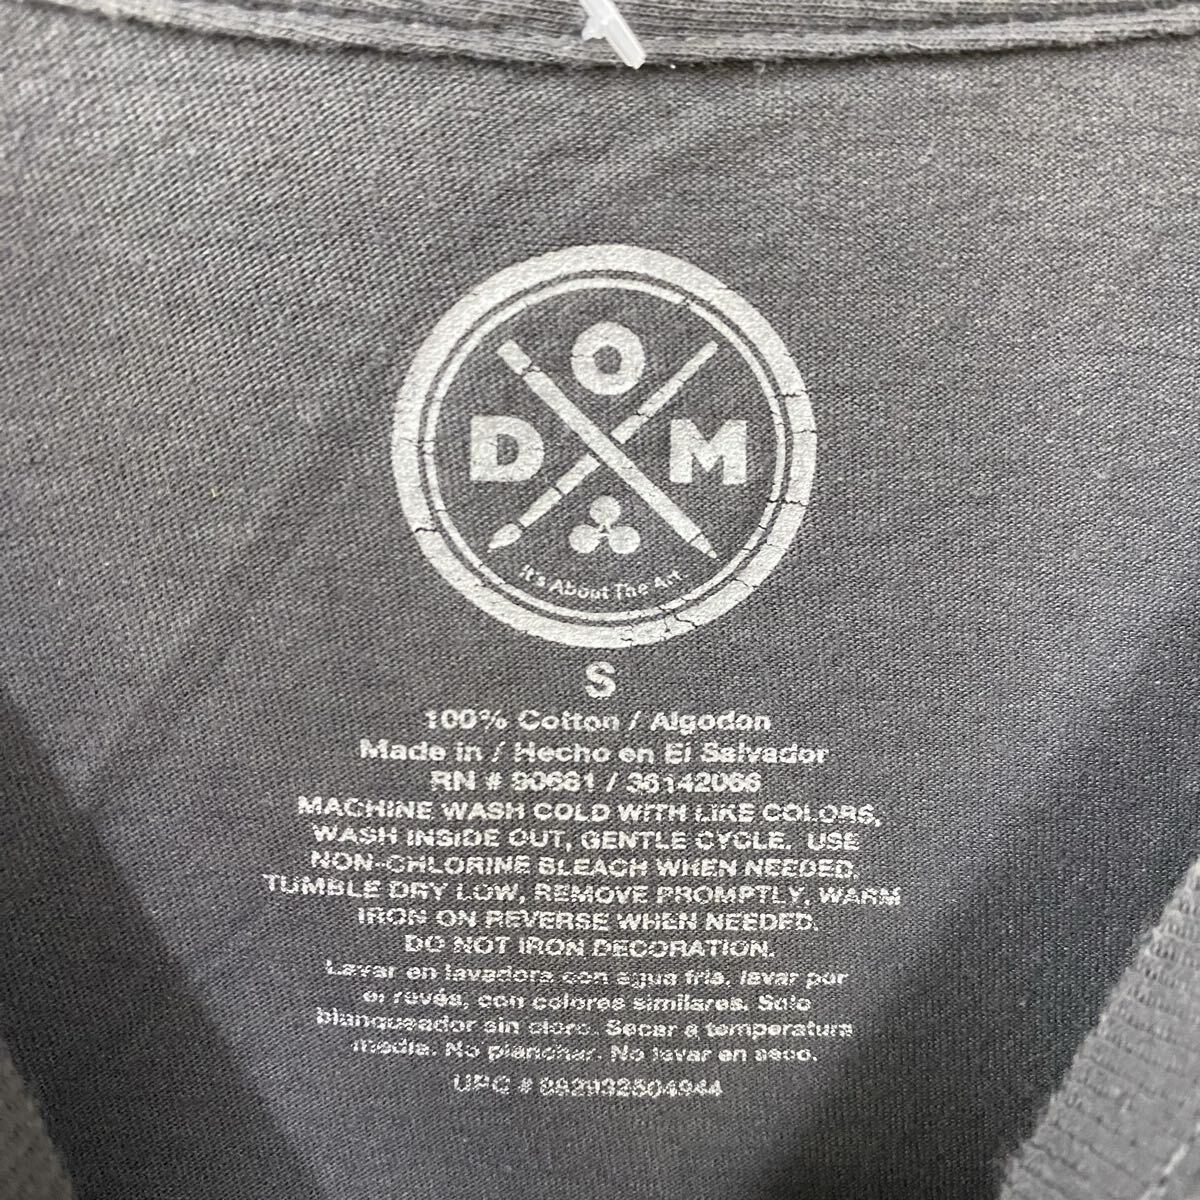 O
D M
It's About The Art
S
100% Cotton / Algodon
Made in / Hecho en El Salvador
RN # 90681 / 36142066
MACHINE WASH COLD WITH LIKE COLORS,
WASH INSIDE OUT, GENTLE CYCLE. USE
NON-CHLORINE BLEACH WHEN NEEDED.
TUMBLE DRY LOW, REMOVE PROMPTLY, WARM
IRON ON REVERSE WHEN NEEDED.
DO NOT IRON DECORATION.
Lavar en lavadora con agua fria, lavar por
el revés, con colores similares. Solo
blanqueador sin cloro. Secar a temperatura
media. No planchar. No lavar en seco.
UPC # 882932504944